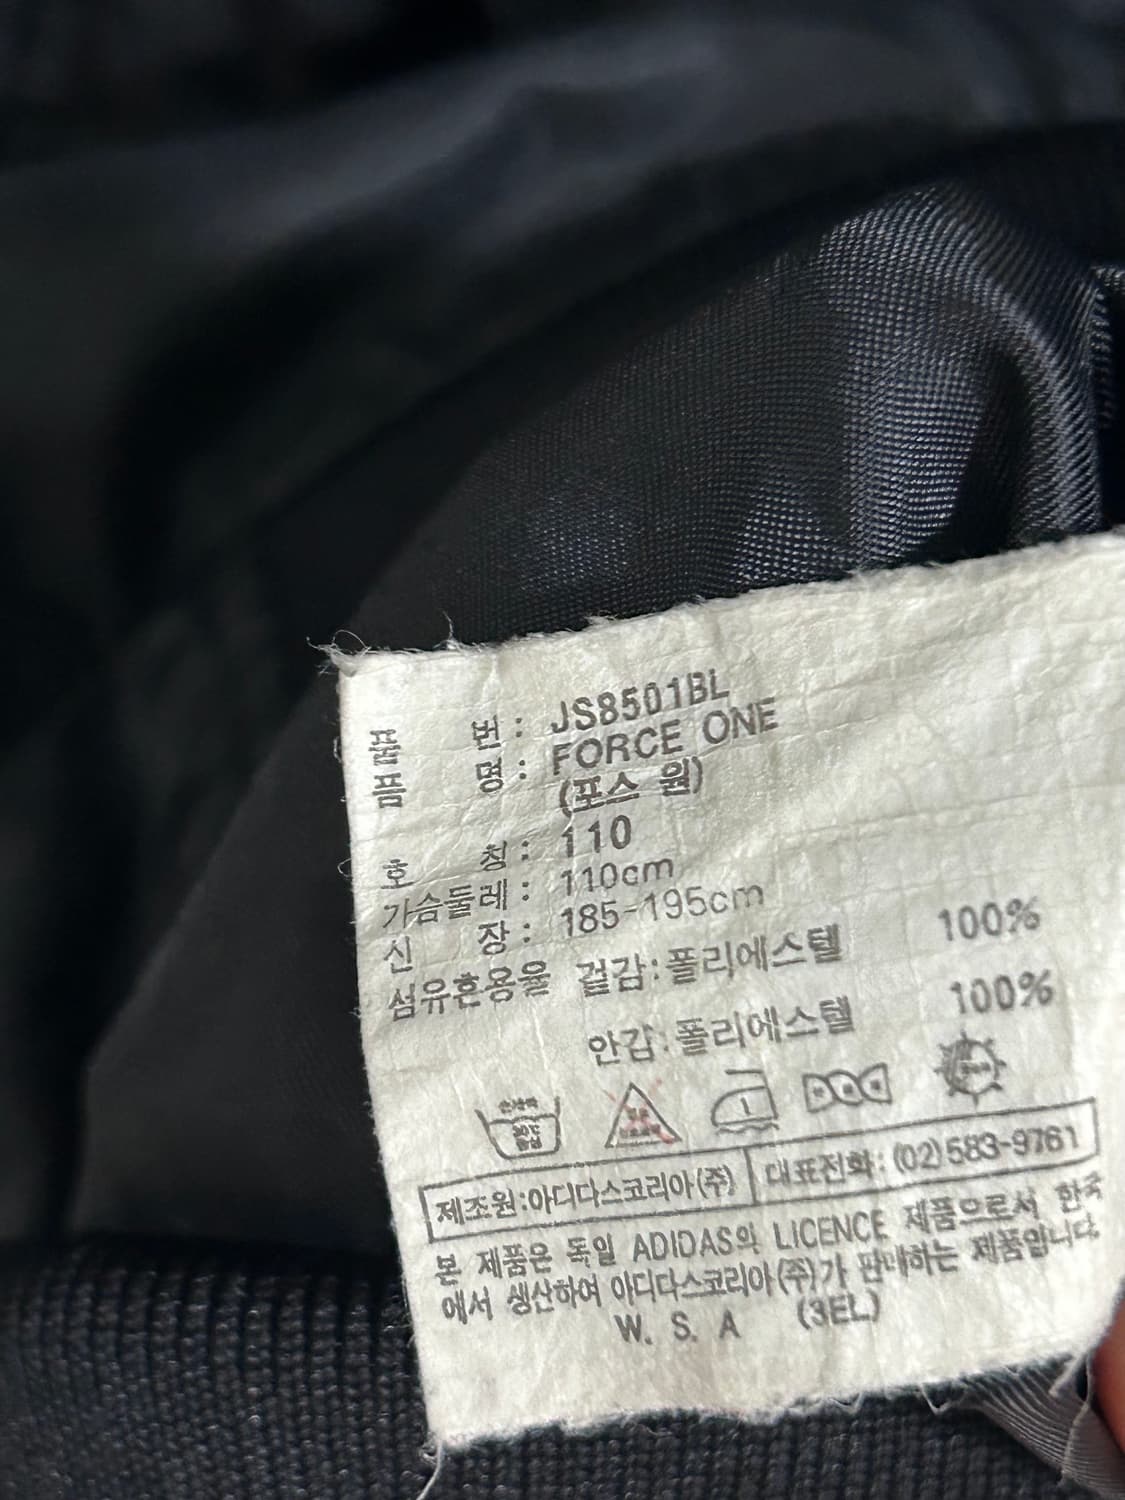 품 번 : JS8501BL
품 명 : FORCE ONE
(포스 원)
호 칭 : 110
가슴둘레 : 110cm
신 장 : 185-195cm
섬유혼용율 겉감:폴리에스텔 100%
안감:폴리에스텔 100%
제조원:아디다스코리아(주) 대표전화:(02)583-9761
본 제품은 독일 ADIDAS의 LICENCE 제품으로서 한국
에서 생산하여 아디다스코리아(주)가 판매하는 제품입니다.
W. S. A (3EL)